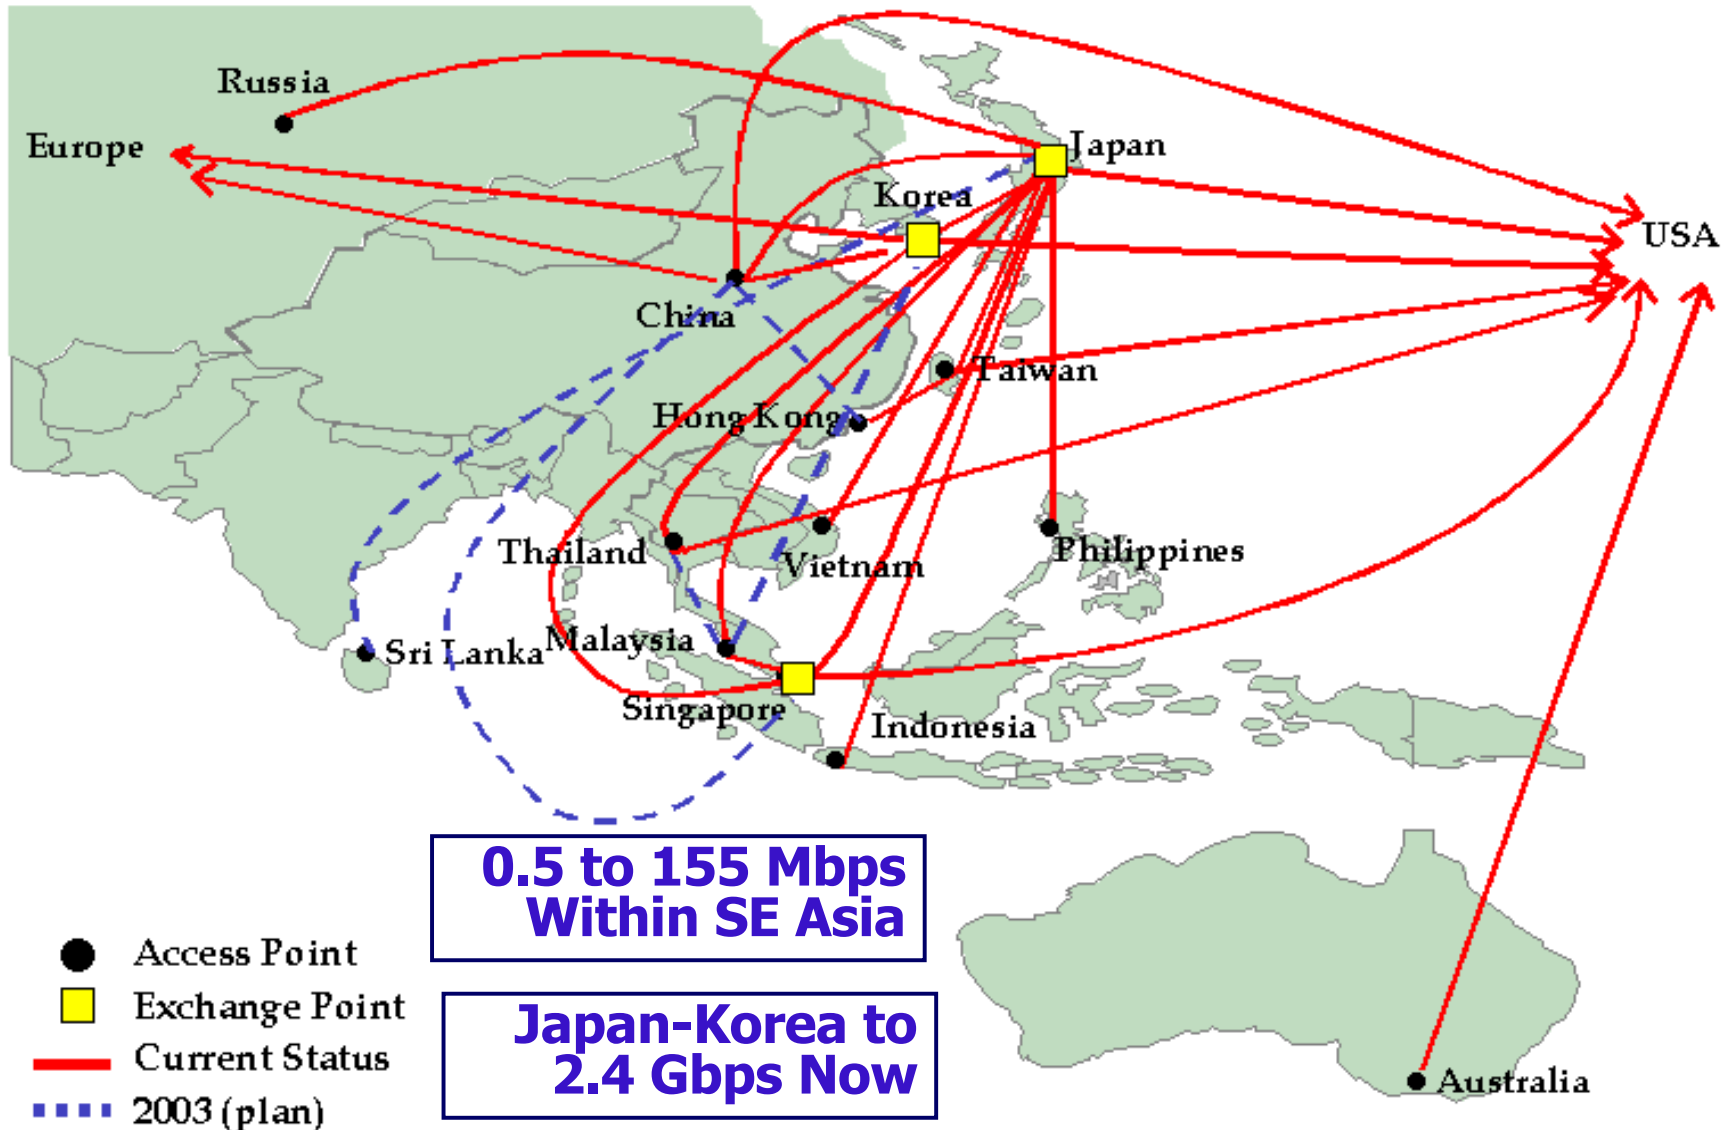 Russia
Europe
Japan
Korea
USA
China
Taiwan
Hong Kong
Thailand
Vietnam
Philippines
Sri Lanka
Malaysia
Singapore
Indonesia
0.5 to 155 Mbps
Within SE Asia
Access Point
Exchange Point
Japan-Korea to
2.4 Gbps Now
Current Status
Australia
2003 (plan)